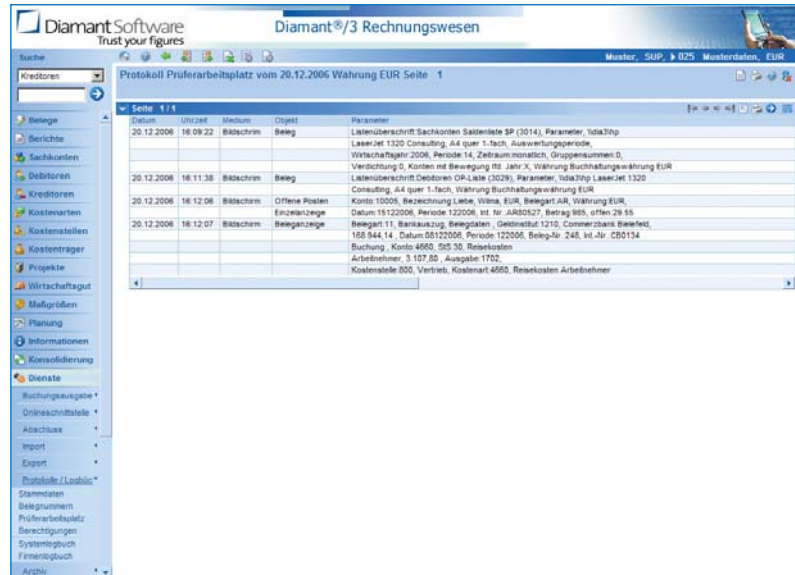 Diamant Software
Trust your figures
Diamant®/3 Rechnungswesen
Suche
Muster, SUP, 025 Musterdaten, EUR
Kreditoren
Protokoll Prüferarbeitsplatz vom 20.12.2006 Währung EUR Seite 1
Seite 1/1
Datum Uhrzeit Medium Objekt Parameter
20.12.2006 16:09:22 Bildschrim Beleg Listenüberschrift:Sachkonten Saldenliste SP (3014), Parameter, \\dia3\hp
LaserJet 1320 Consulting, A4 quer 1-fach, Auswertungsperiode,
Wirtschaftsjahr:2006, Periode:14, Zeitraum:monatlich, Gruppensummen:0,
Verdichtung:0, Konten mit Bewegung lfd. Jahr:X, Währung:Buchhaltungswährung EUR
20.12.2006 16:11:38 Bildschrim Beleg Listenüberschrift:Debitoren OP-Liste (3029), Parameter, \\dia3\hp LaserJet 1320
Consulting, A4 quer 1-fach, Währung:Buchhaltungswährung EUR
20.12.2006 16:12:06 Bildschrim Offene Posten Konto:10005, Bezeichnung:Liebe, Wilma, EUR, Belegart:AR, Währung:EUR,
Einzelanzeige Datum:15122006, Periode:122006, Int. Nr.:AR80527, Betrag:985, offen:29.55
20.12.2006 16:12:07 Bildschrim Beleganzeige Belegart:11, Bankauszug, Belegdaten , Geldinstitut:1210, Commerzbank Bielefeld,
168.944,14 , Datum:08122006, Periode:122006, Beleg-Nr.:248, Int.-Nr.:CB0134
Buchung , Konto:4660, StS:30, Reisekosten
Arbeitnehmer, 3.107,80 , Ausgabe:1702,
Kostenstelle:800, Vertrieb, Kostenart:4660, Reisekosten Arbeitnehmer
Belege
Berichte
Sachkonten
Debitoren
Kreditoren
Kostenarten
Kostenstellen
Kostenträger
Projekte
Wirtschaftsgut
Maßgrößen
Planung
Informationen
Konsolidierung
Dienste
Buchungsausgabe
Onlineschnittstelle
Abschluss
Import
Export
Protokolle / Logbüc
Stammdaten
Belegnummern
Prüferarbeitsplatz
Berechtigungen
Systemlogbuch
Firmenlogbuch
Archiv